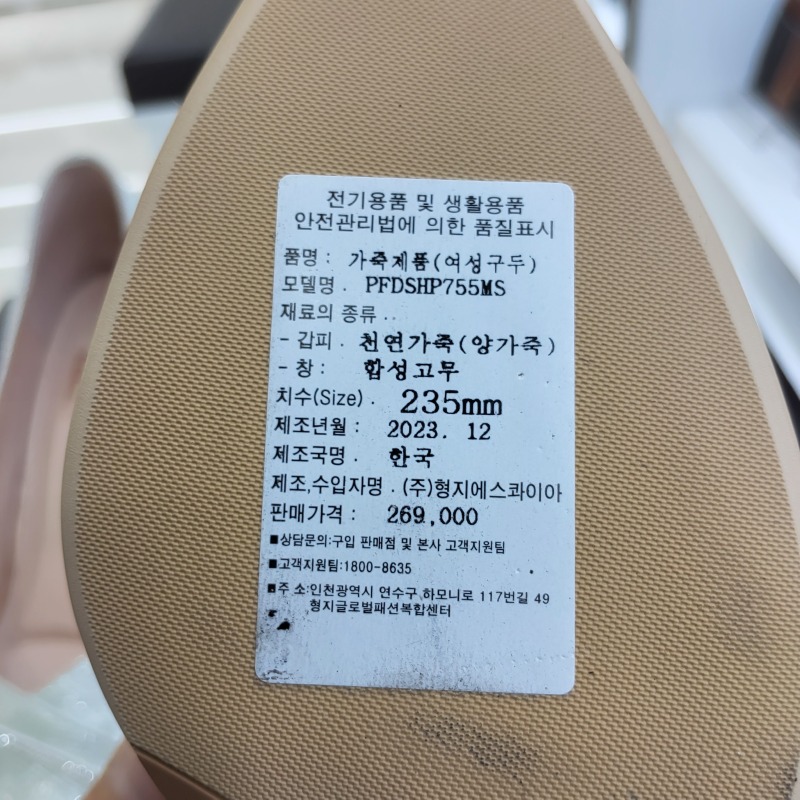 전기용품 및 생활용품
안전관리법에 의한 품질표시
품명 : 가죽제품(여성구두)
모델명 . PFDSHP755MS
재료의 종류 ..
- 갑피 . 천연가죽(양가죽)
- 창 : 합성고무
치수(Size) . 235mm
제조년월 : 2023. 12
제조국명 . 한국
제조,수입자명 . (주)형지에스콰이아
판매가격 : 269,000
■상담문의:구입 판매점 및 본사 고객지원팀
■고객지원팀:1800-8635
■주 소:인천광역시 연수구 하모니로 117번길 49
형지글로벌패션복합센터